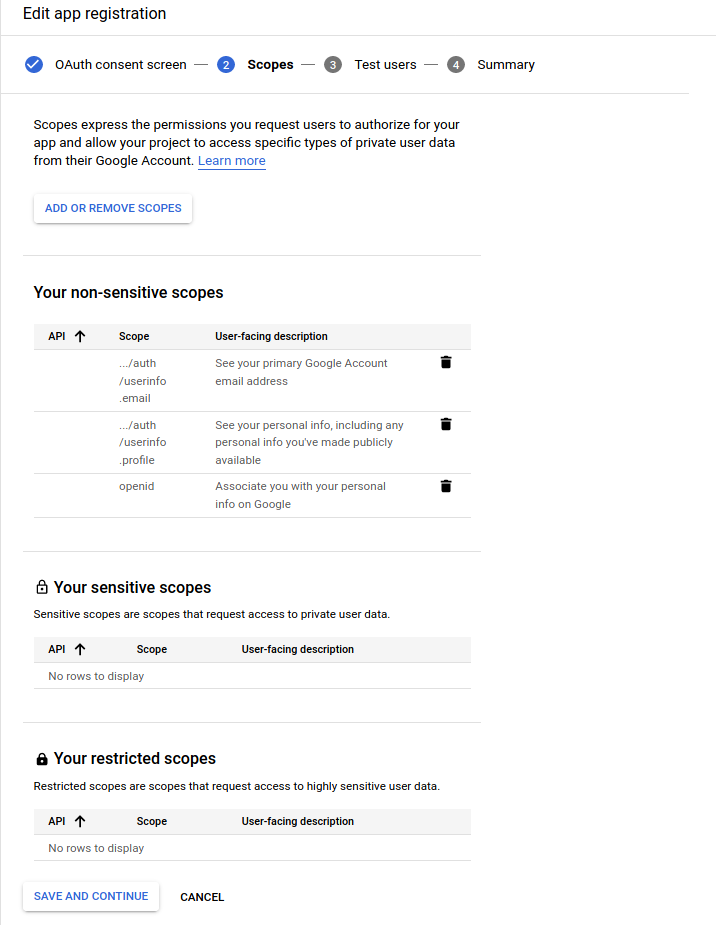 Edit app registration
OAuth consent screen — 2 Scopes — 3 Test users — 4 Summary
Scopes express the permissions you request users to authorize for your
app and allow your project to access specific types of private user data
from their Google Account. Learn more
ADD OR REMOVE SCOPES
Your non-sensitive scopes
API Scope User-facing description
.../auth See your primary Google Account
/userinfo email address
.email
.../auth See your personal info, including any
/userinfo personal info you've made publicly
.profile available
openid Associate you with your personal
info on Google
Your sensitive scopes
Sensitive scopes are scopes that request access to private user data.
API Scope User-facing description
No rows to display
Your restricted scopes
Restricted scopes are scopes that request access to highly sensitive user data.
API Scope User-facing description
No rows to display
SAVE AND CONTINUE CANCEL